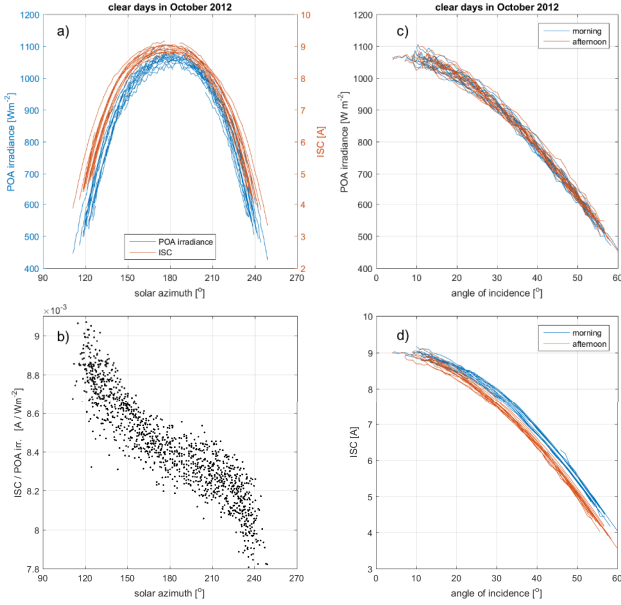 clear days in October 2012
a)
POA irradiance [Wm-2]
1200
1100
1000
900
800
700
600
500
400
10
9
8
7
6
5
4
3
2
ISC [A]
POA irradiance
ISC
90 120 150 180 210 240 270
solar azimuth [o]
clear days in October 2012
c)
morning
afternoon
POA irradiance [W m-2]
1200
1100
1000
900
800
700
600
500
400
0 10 20 30 40 50 60
angle of incidence [o]
×10-3
b)
ISC / POA irr. [A / Wm-2]
9
8.8
8.6
8.4
8.2
8
7.8
90 120 150 180 210 240 270
solar azimuth [o]
d)
morning
afternoon
ISC [A]
10
9
8
7
6
5
4
3
0 10 20 30 40 50 60
angle of incidence [o]